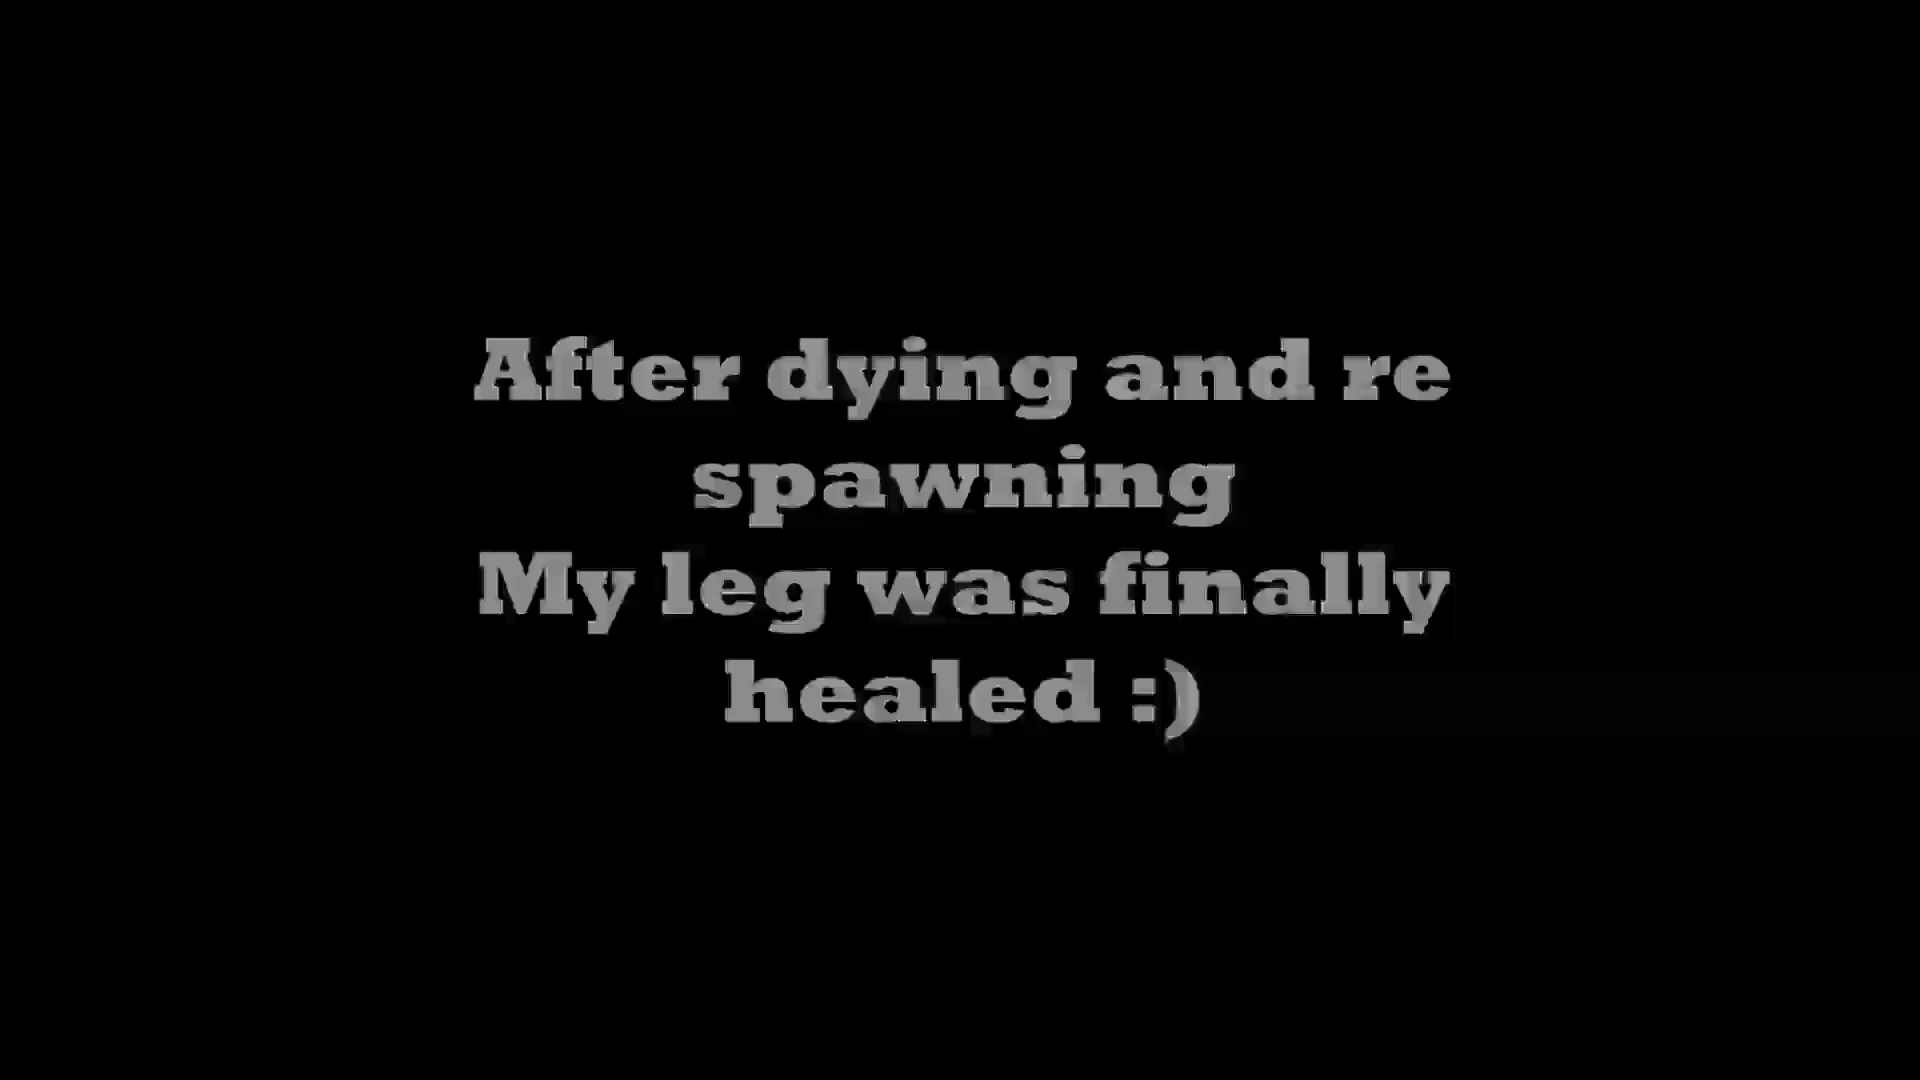 After dying and re
spawning
My leg was finally
healed :)